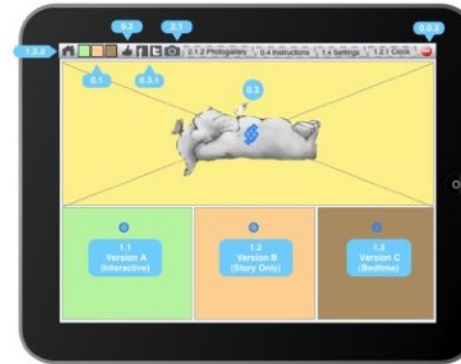 0.2
2.1
0.0.3
1.2.2
2.1.2 Photogallery
0.4 Instructions
1.4 Settings
1.2.1 Clock
0.1
0.3.1
0.3
1.1
Version A
(Interactive)
1.2
Version B
(Story Only)
1.3
Version C
(Bedtime)